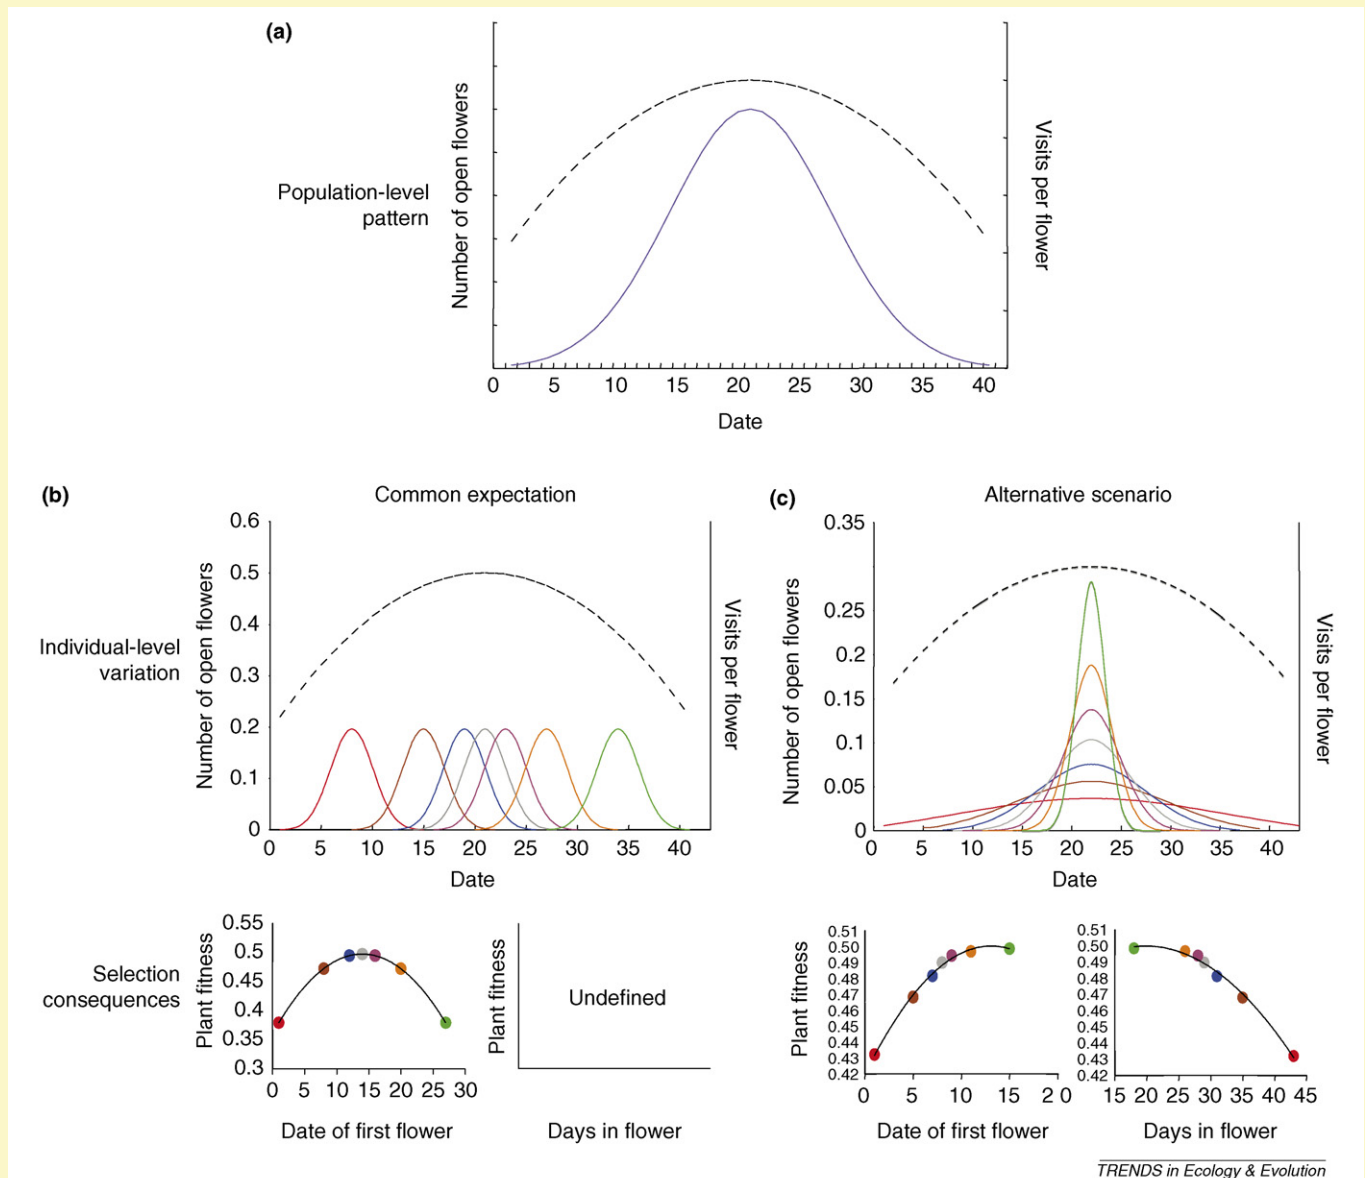 (a)
Population-level
pattern
Number of open flowers
Visits per flower
0 5 10 15 20 25 30 35 40
Date
(b)
Common expectation
Individual-level
variation
Number of open flowers
0.6
0.5
0.4
0.3
0.2
0.1
0
Visits per flower
0 5 10 15 20 25 30 35 40
Date
(c)
Alternative scenario
Number of open flowers
0.35
0.25
0.2
0.15
0.1
0.05
0
Visits per flower
0 5 10 15 20 25 30 35 40
Date
Selection
consequences
Plant fitness
0.55
0.5
0.45
0.4
0.35
0.3
0 5 10 15 20 25 30
Date of first flower
Plant fitness
Undefined
Days in flower
Plant fitness
0.51
0.50
0.49
0.48
0.47
0.46
0.45
0.44
0.43
0.42
0 5 10 15 2 0
Date of first flower
0.51
0.50
0.49
0.48
0.47
0.46
0.45
0.44
0.43
0.42
15 20 25 30 35 40 45
Days in flower
TRENDS in Ecology & Evolution